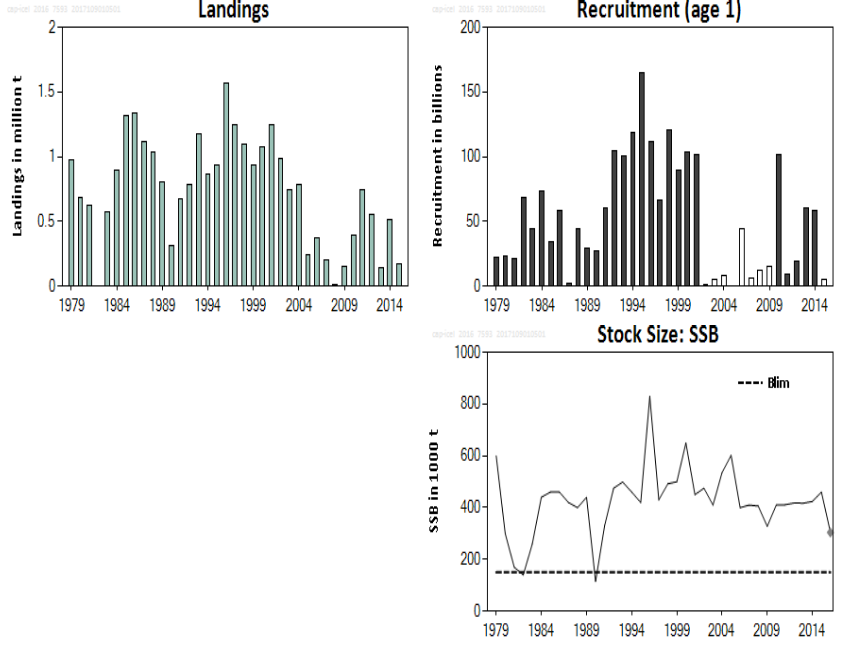 Landings
2
1.5
1
0.5
0
Landings in million t
1979 1984 1989 1994 1999 2004 2009 2014
Recruitment (age 1)
200
150
100
50
0
Recruitment in billions
1979 1984 1989 1994 1999 2004 2009 2014
Stock Size: SSB
1000
800
600
400
200
0
SSB in 1000 t
Blim
1979 1984 1989 1994 1999 2004 2009 2014